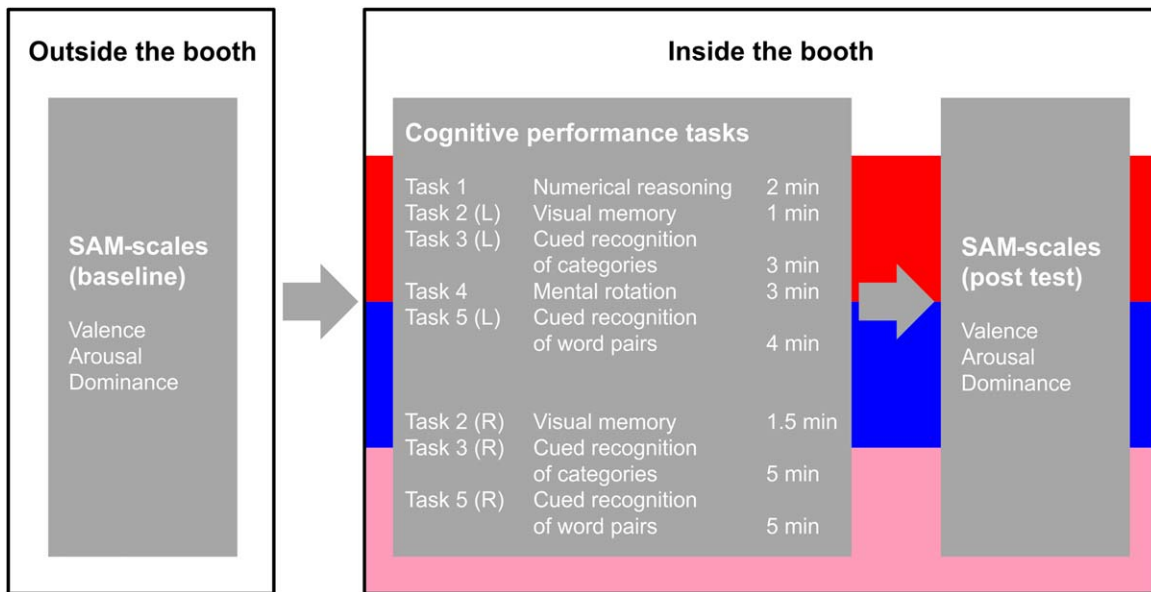 Outside the booth
SAM-scales
(baseline)
Valence
Arousal
Dominance
Inside the booth
Cognitive performance tasks
Task 1 Numerical reasoning 2 min
Task 2 (L) Visual memory 1 min
Task 3 (L) Cued recognition
of categories 3 min
Task 4 Mental rotation 3 min
Task 5 (L) Cued recognition
of word pairs 4 min
Task 2 (R) Visual memory 1.5 min
Task 3 (R) Cued recognition
of categories 5 min
Task 5 (R) Cued recognition
of word pairs 5 min
SAM-scales
(post test)
Valence
Arousal
Dominance